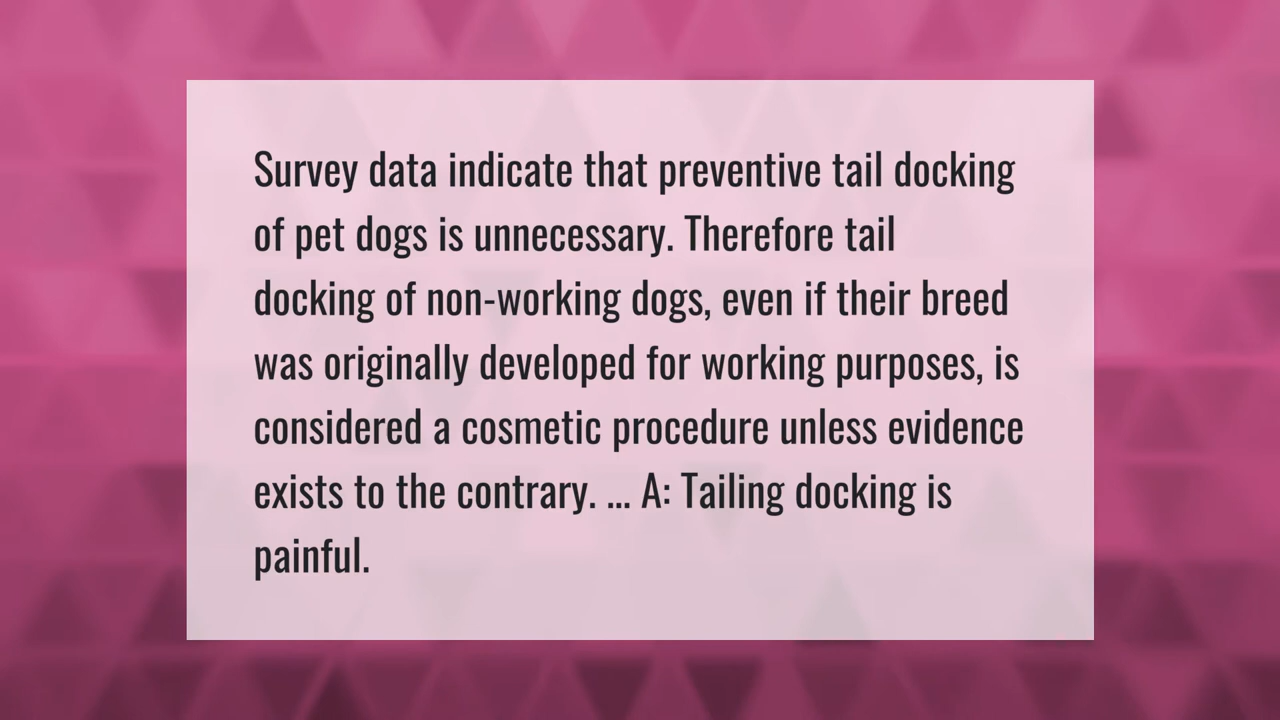 Survey data indicate that preventive tail docking
of pet dogs is unnecessary. Therefore tail
docking of non-working dogs, even if their breed
was originally developed for working purposes, is
considered a cosmetic procedure unless evidence
exists to the contrary. ... A: Tailing docking is
painful.